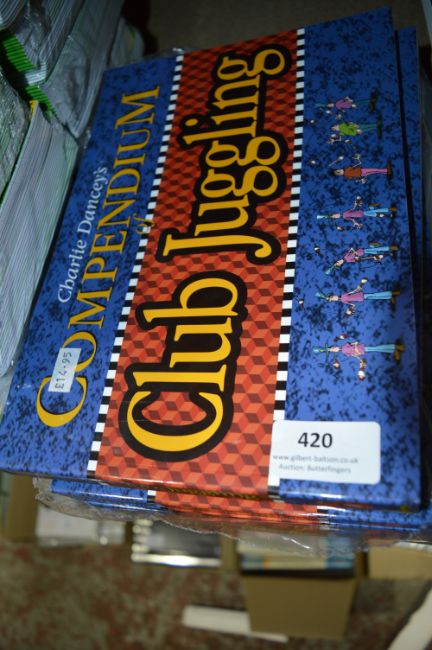 Charlie Dancey's
COMPENDIUM
of
Club Juggling
£14.95
420
www.gilbert-baitson.co.uk
Auction: Butterfingers